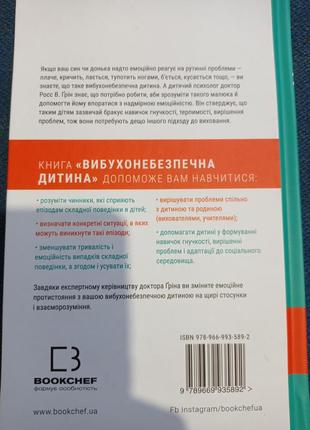 Якщо ваш син чи донька надто емоційно реагує на рутинні проблеми —
плаче, кричить, лається, тупотить ногами, б'ється, кусається тощо, — ви
знаєте, що таке вибухонебезпечна дитина. А дитячий психолог доктор
Росс В. Грін знає, що потрібно робити, аби зрозуміти такого малюка й
допомогти йому впоратися з надмірною емоційністю. Він стверджує, що
таким дітям зазвичай бракує навичок гнучкості, терпимості, вирішення
проблем, тож вони потребують дещо іншого підходу до виховання.
КНИГА «ВИБУХОНЕБЕЗПЕЧНА
ДИТИНА» ДОПОМОЖЕ ВАМ НАВЧИТИСЯ:
• розуміти чинники, які сприяють
епізодам складної поведінки в дітей;
• визначати конкретні ситуації, в яких
можуть виникнути такі епізоди;
• зменшувати тривалість і
емоційність випадків складної
поведінки, а згодом і усувати їх;
• вирішувати проблеми спільно
з дитиною та родиною
(вихователями, учителями);
• допомагати дитині у формуванні
навичок гнучкості, вирішенні
проблем і адаптації до соціального
середовища.
Завдяки експертному керівництву доктора Ґріна ви зміните емоційне
протистояння з вашою вибухонебезпечною дитиною на щирі стосунки
і взаєморозуміння.
BOOKCHEF
формує особистість
www.bookchef.ua
ISBN 978-966-993-589-2
9 789669 935892 >
Fb Instagram/bookchefua